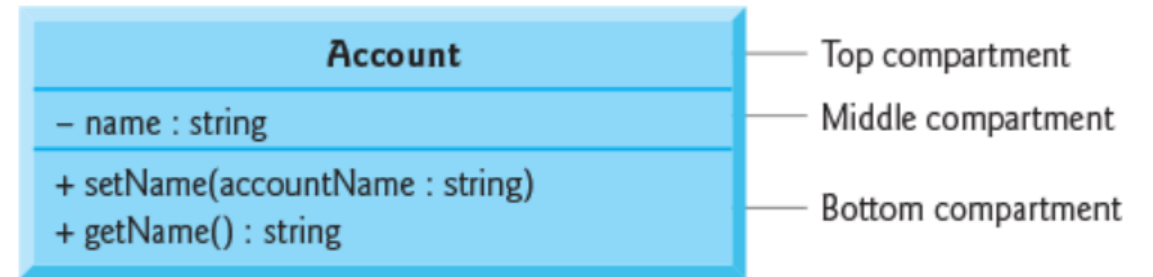 Account
Top compartment
– name : string
Middle compartment
+ setName(accountName : string)
+ getName() : string
Bottom compartment